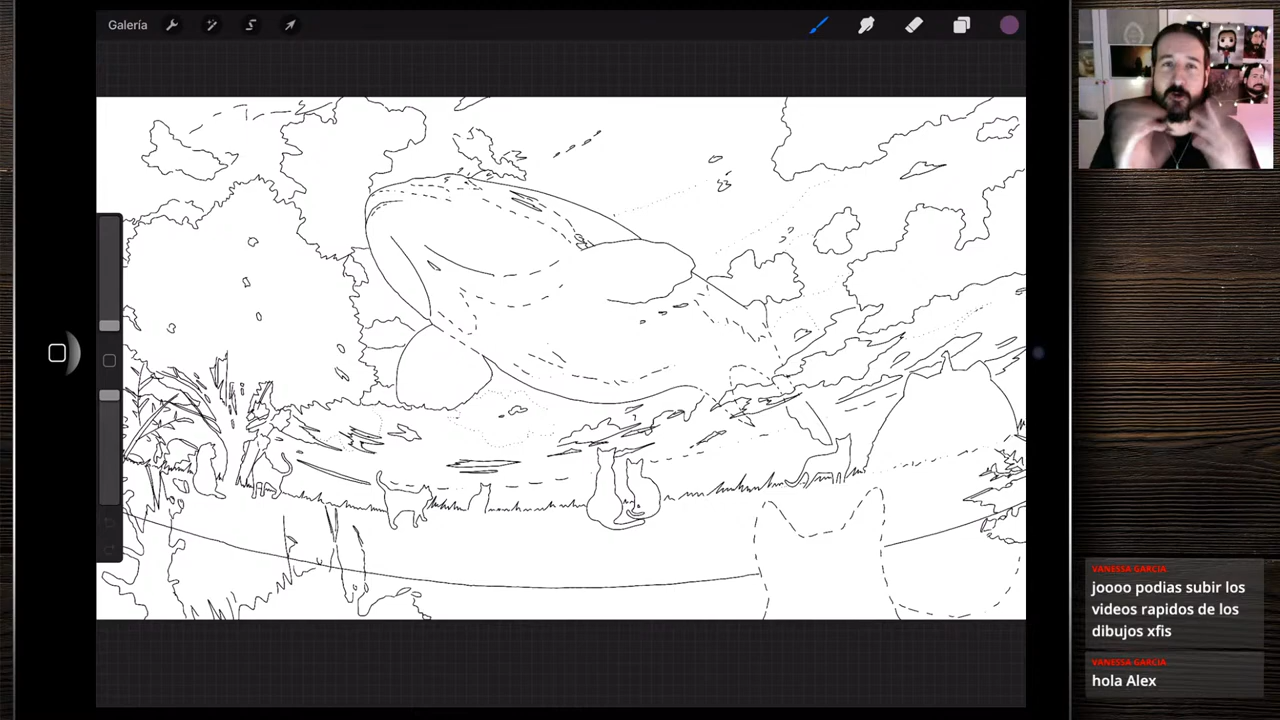 Galería
VANESSA GARCIA
joooo podias subir los
videos rapidos de los
dibujos xfis
VANESSA GARCIA
hola Alex